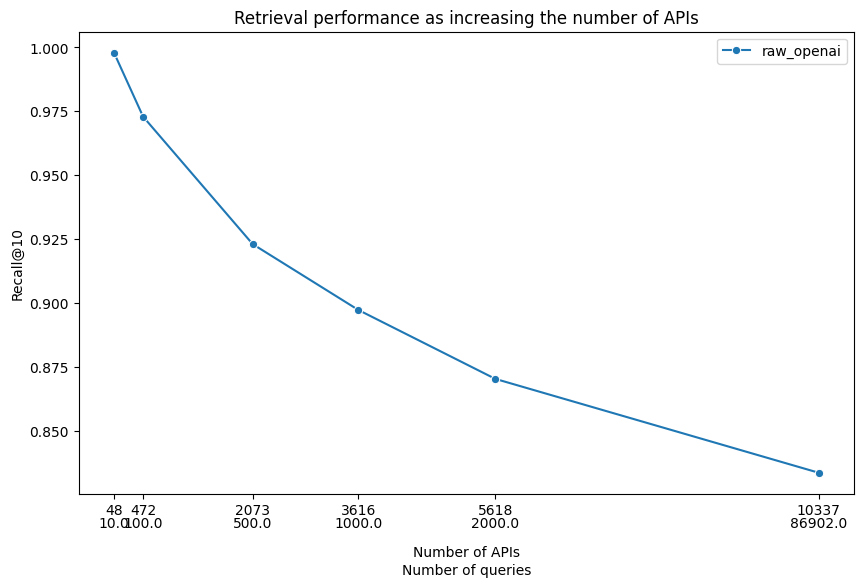 Retrieval performance as increasing the number of APIs
raw_openai
1.000
0.975
0.950
0.925
0.900
0.875
0.850
Recall@10
48 472 2073 3616 5618 10337
10.0 100.0 500.0 1000.0 2000.0 86902.0
Number of APIs
Number of queries